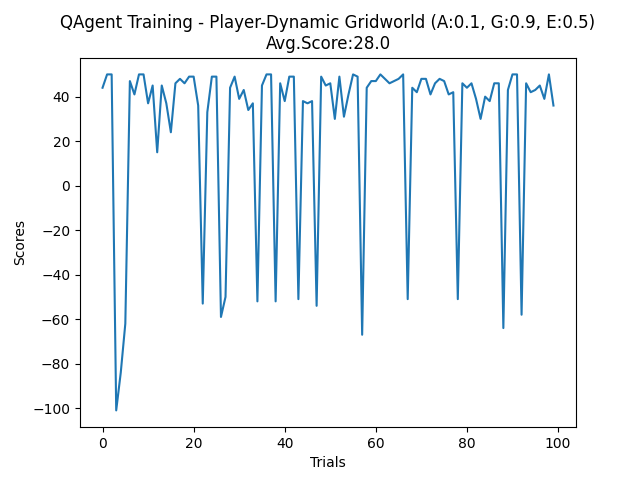 QAgent Training - Player-Dynamic Gridworld (A:0.1, G:0.9, E:0.5)
Avg.Score:28.0
40
20
0
−20
−40
−60
−80
−100
Scores
0 20 40 60 80 100
Trials